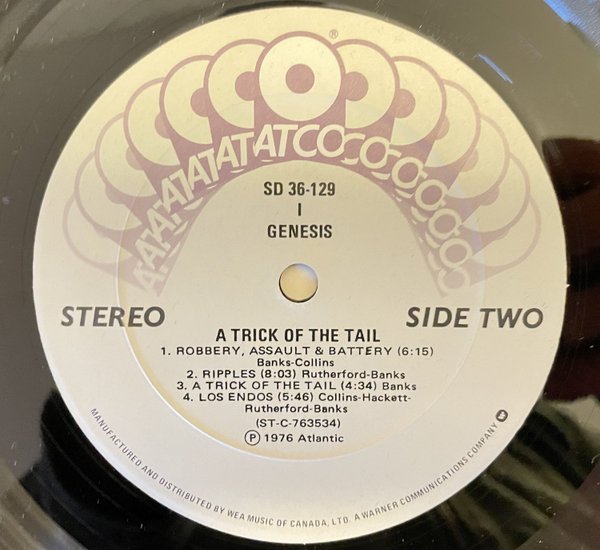 ATCO
®
SD 36-129
I
GENESIS
STEREO
SIDE TWO
A TRICK OF THE TAIL
1. ROBBERY, ASSAULT & BATTERY (6:15)
Banks-Collins
2. RIPPLES (8:03) Rutherford-Banks
3. A TRICK OF THE TAIL (4:34) Banks
4. LOS ENDOS (5:46) Collins-Hackett-
Rutherford-Banks
(ST-C-763534)
Ⓟ 1976 Atlantic
MANUFACTURED AND DISTRIBUTED BY WEA MUSIC OF CANADA, LTD. A WARNER COMMUNICATIONS COMPANY